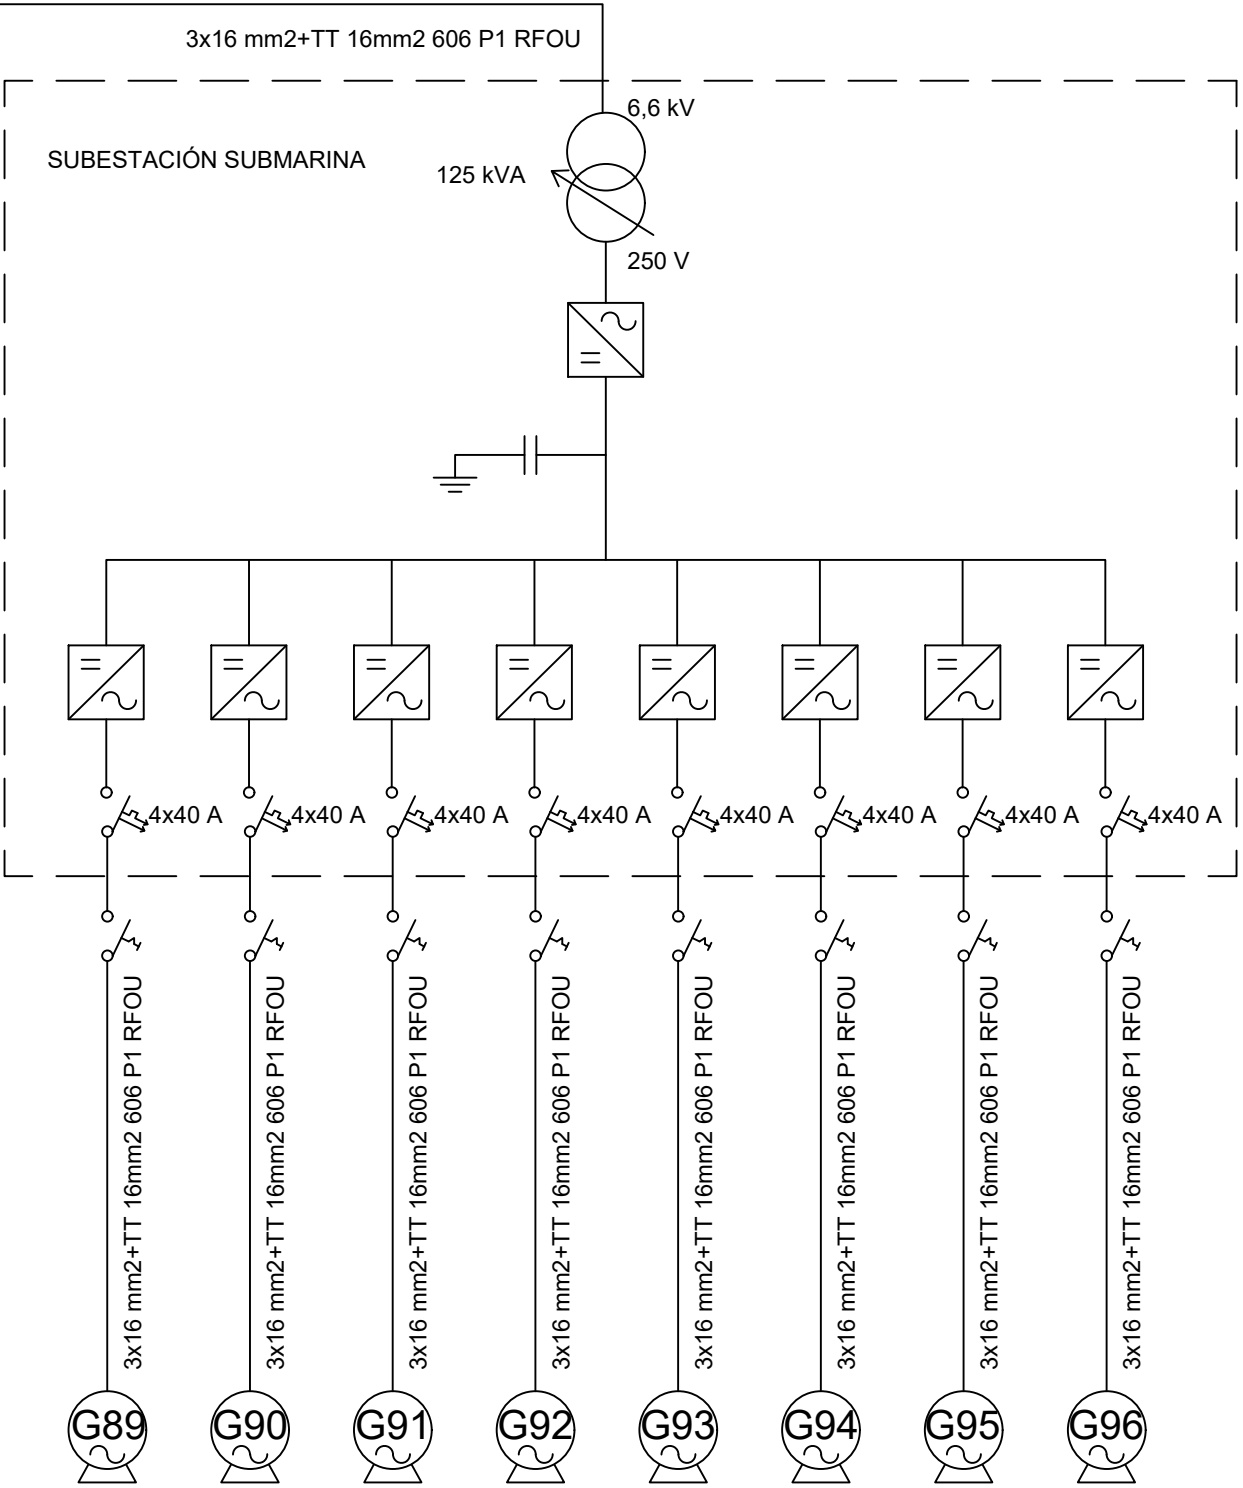 3x16 mm2+TT 16mm2 606 P1 RFOU
6,6 kV
SUBESTACIÓN SUBMARINA
125 kVA
250 V
4x40 A
4x40 A
4x40 A
4x40 A
4x40 A
4x40 A
4x40 A
4x40 A
3x16 mm2+TT 16mm2 606 P1 RFOU
3x16 mm2+TT 16mm2 606 P1 RFOU
3x16 mm2+TT 16mm2 606 P1 RFOU
3x16 mm2+TT 16mm2 606 P1 RFOU
3x16 mm2+TT 16mm2 606 P1 RFOU
3x16 mm2+TT 16mm2 606 P1 RFOU
3x16 mm2+TT 16mm2 606 P1 RFOU
3x16 mm2+TT 16mm2 606 P1 RFOU
G89
G90
G91
G92
G93
G94
G95
G96